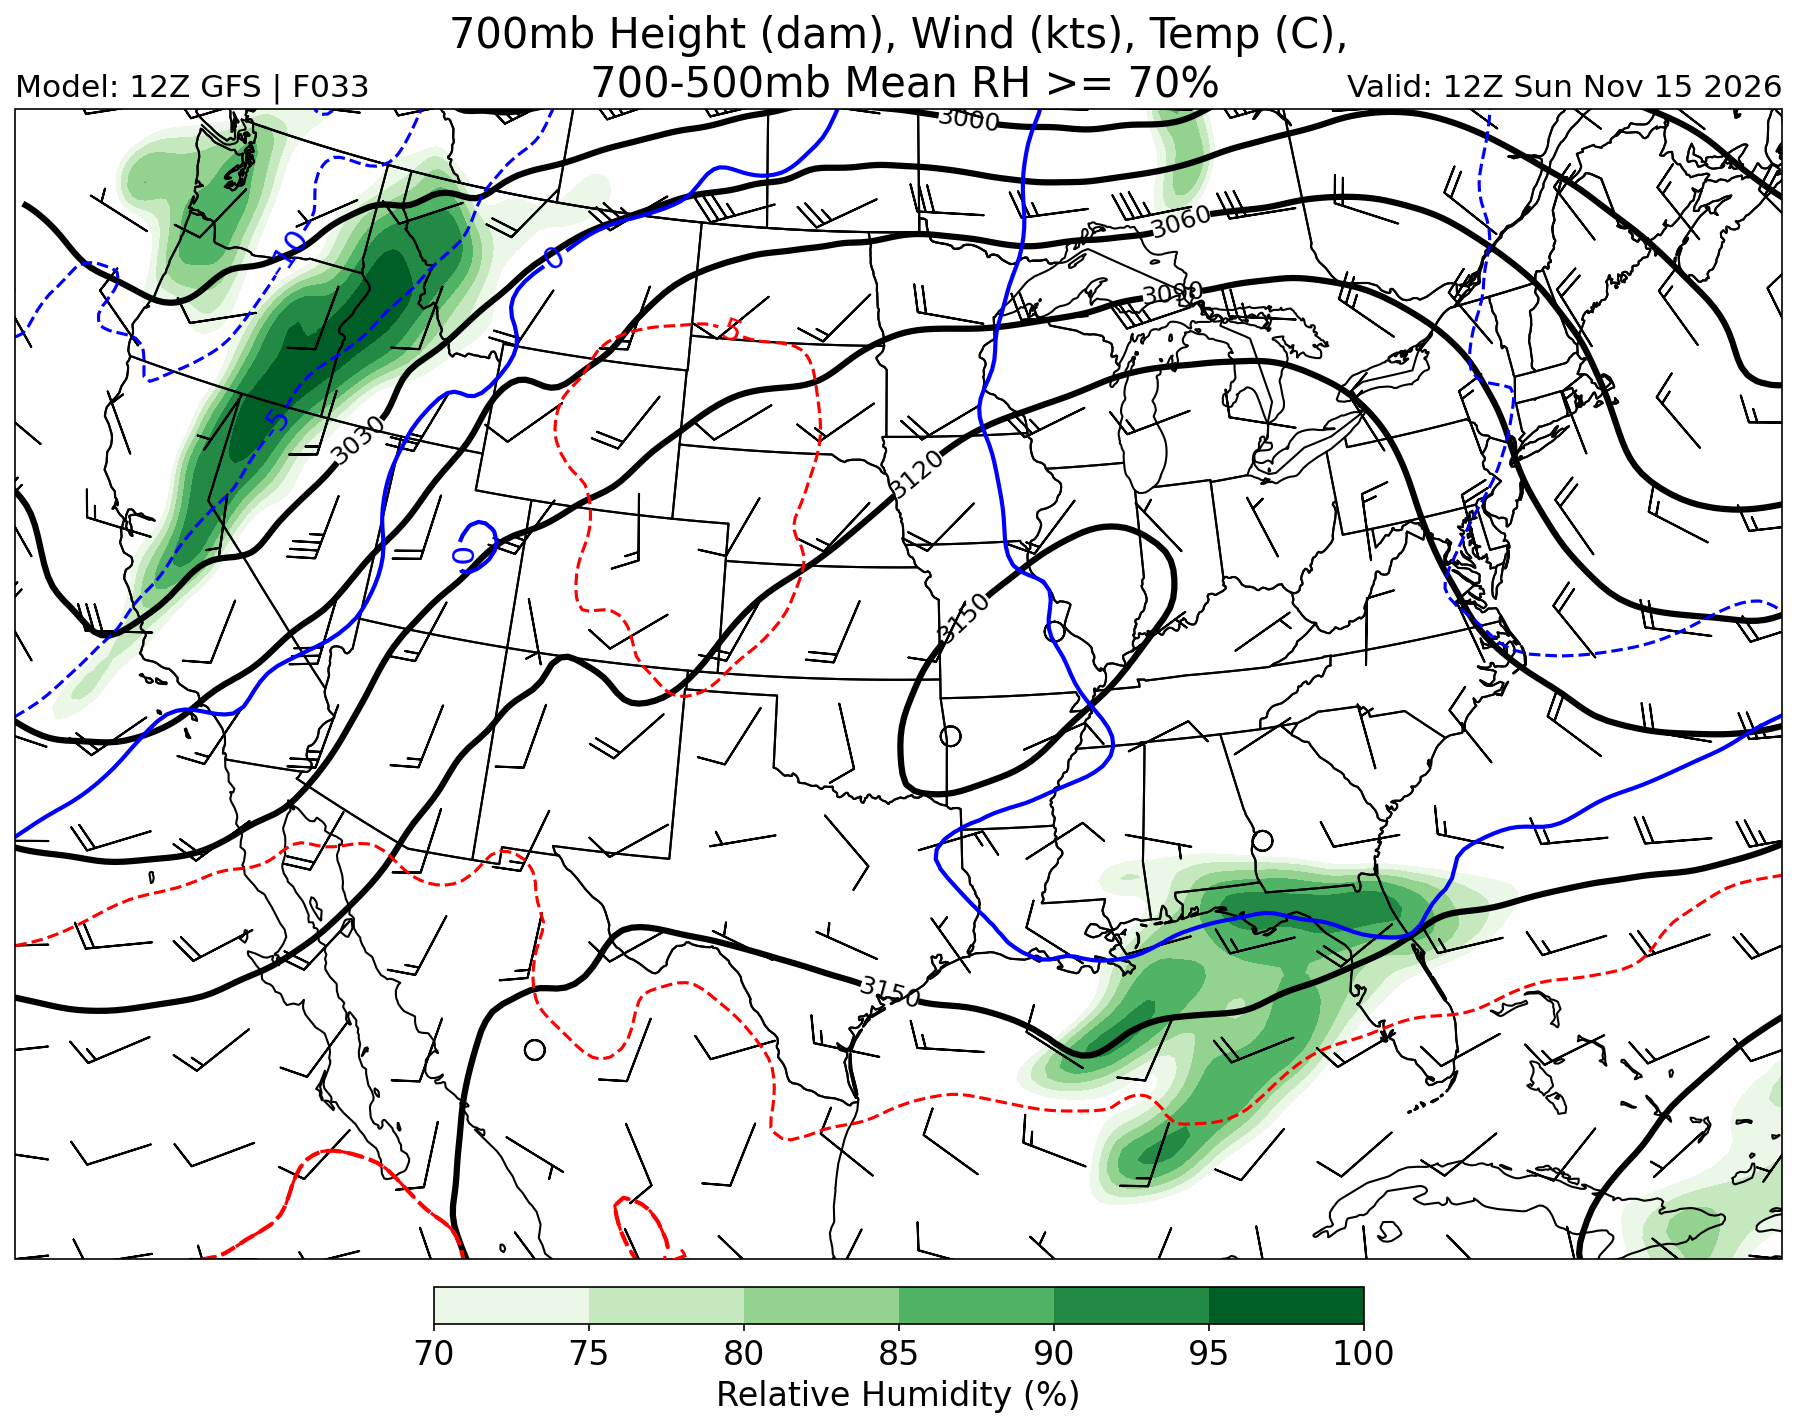 700mb Height (dam), Wind (kts), Temp (C),
700-500mb Mean RH >= 70%
Model: 12Z GFS | F033
Valid: 12Z Sun Nov 15 2026
3000
3060
3090
-10
0
5
-5
3030
3120
0
3150
3150
70 75 80 85 90 95 100
Relative Humidity (%)